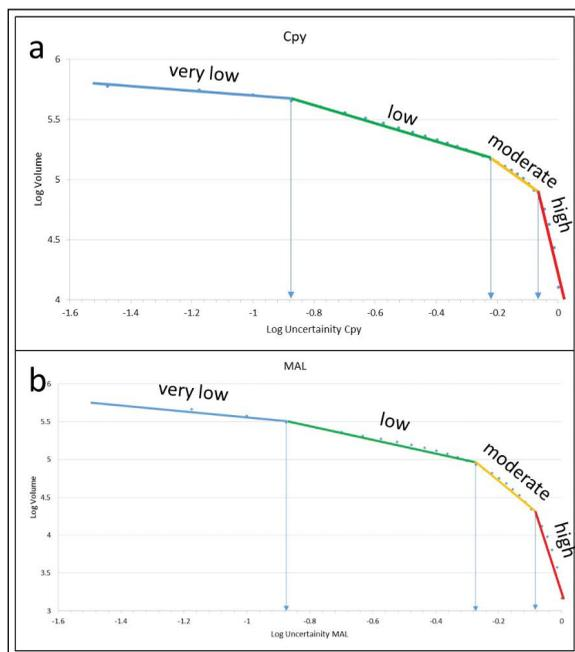 a
Cpy
6
very low
5.5
low
moderate
5
Log Volume
high
4.5
4
-1.6
-1.4
-1.2
-1
-0.8
-0.6
-0.4
-0.2
0
Log Uncertainity Cpy
b
MAL
6
very low
5.5
low
5
moderate
4.5
Log Volume
4
high
3.5
3
-1.6
-1.4
-1.2
-1
-0.8
-0.6
-0.4
-0.2
0
Log Uncertainity MAL